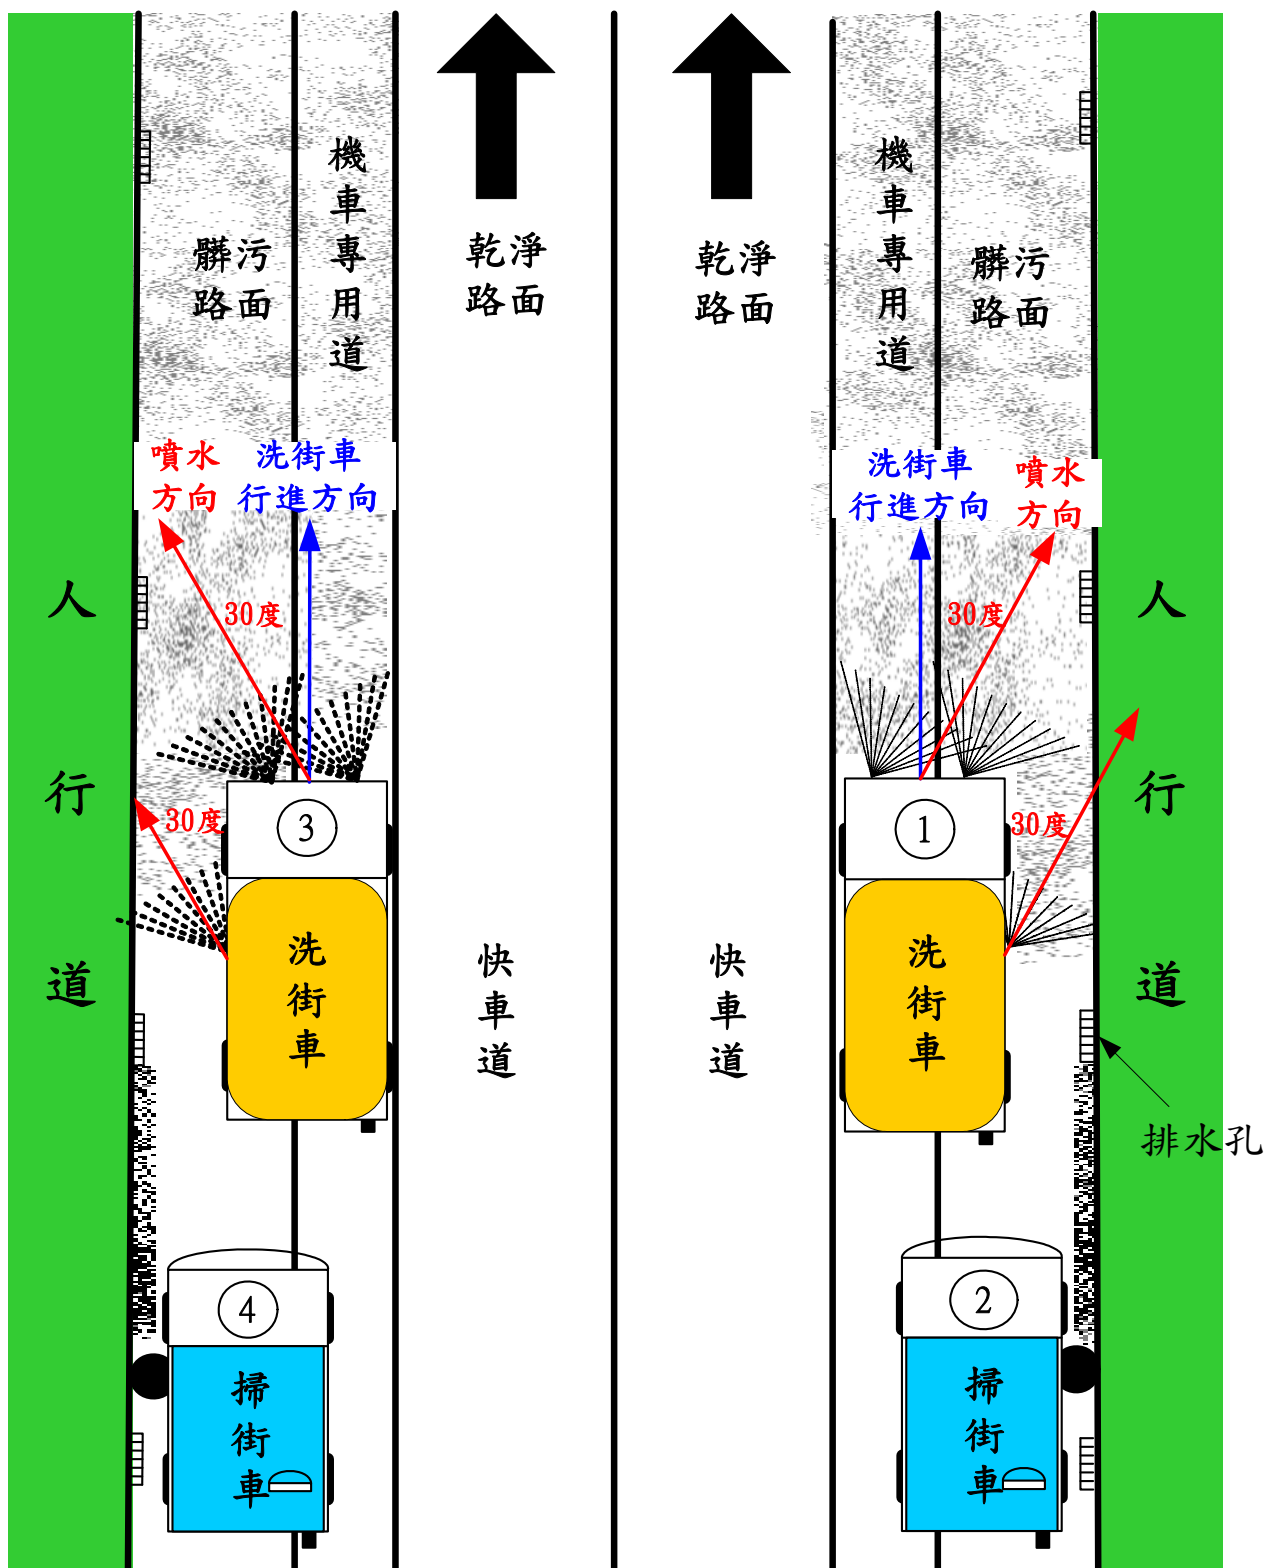 機車專用道
髒污
路面
乾淨
路面
乾淨
路面
機車專用道
髒污
路面
噴水
方向
洗街車
行進方向
洗街車
行進方向
噴水
方向
30度
30度
人行道
人行道
30度
30度
3
1
洗街車
快車道
快車道
洗街車
排水孔
4
2
掃街車
掃街車